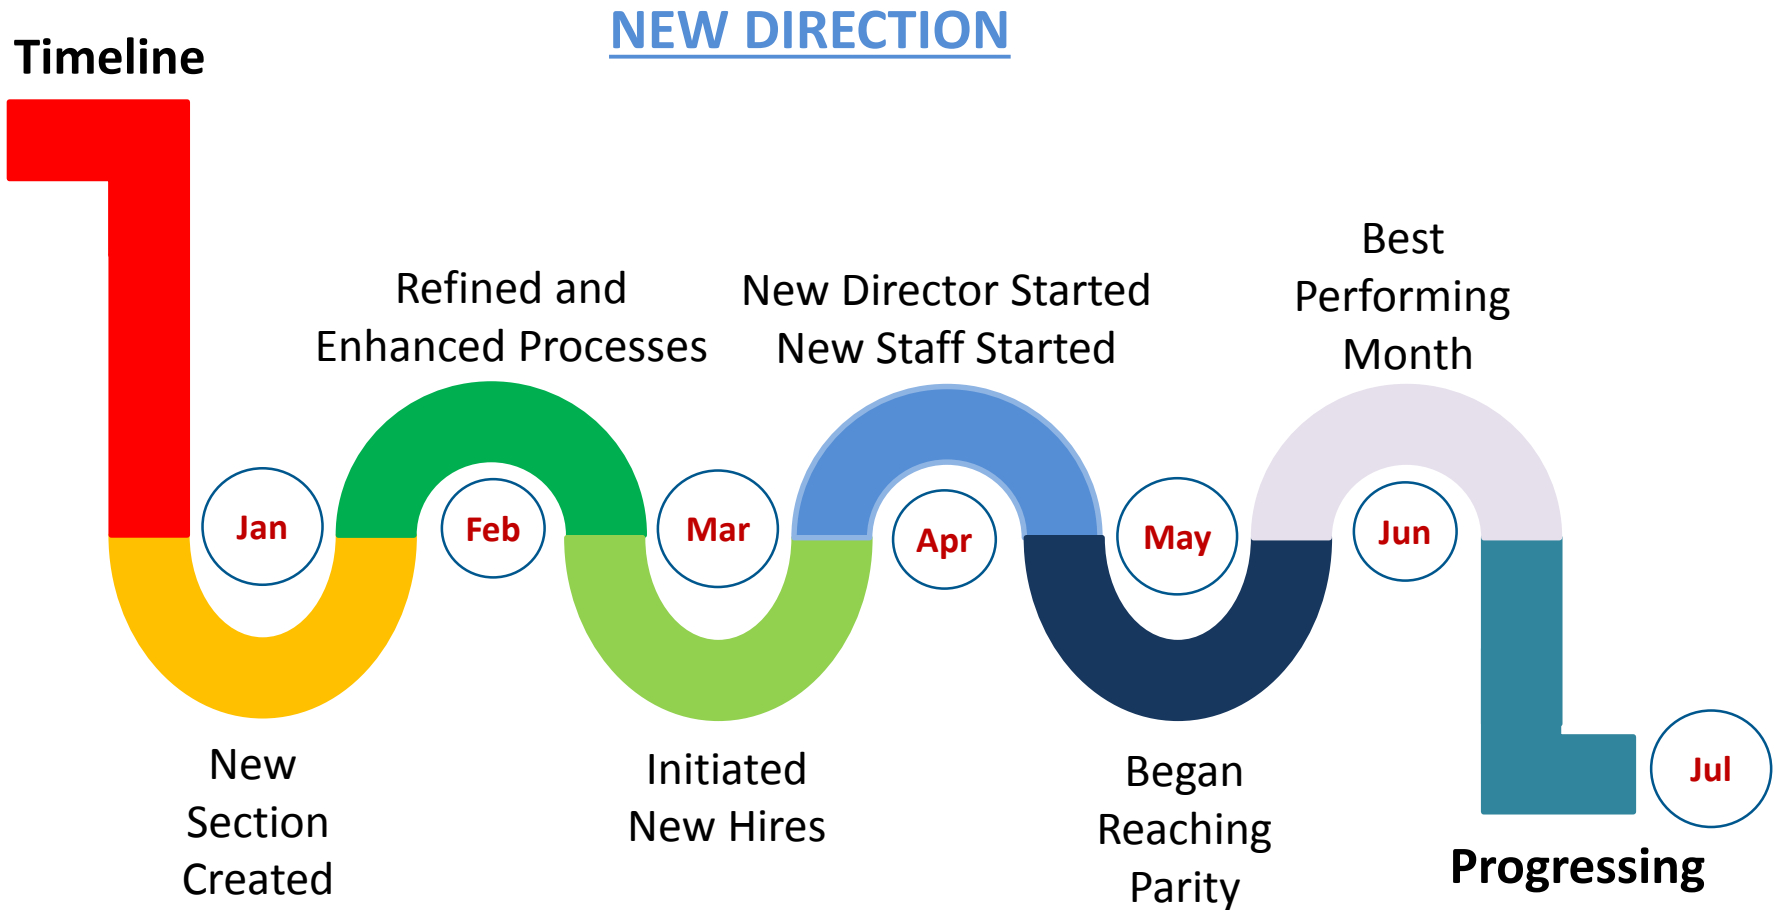 NEW DIRECTION
Timeline
Jan
New
Section
Created
Refined and
Enhanced Processes
Feb
Mar
Initiated
New Hires
New Director Started
New Staff Started
Apr
May
Began
Reaching
Parity
Best
Performing
Month
Jun
Jul
Progressing